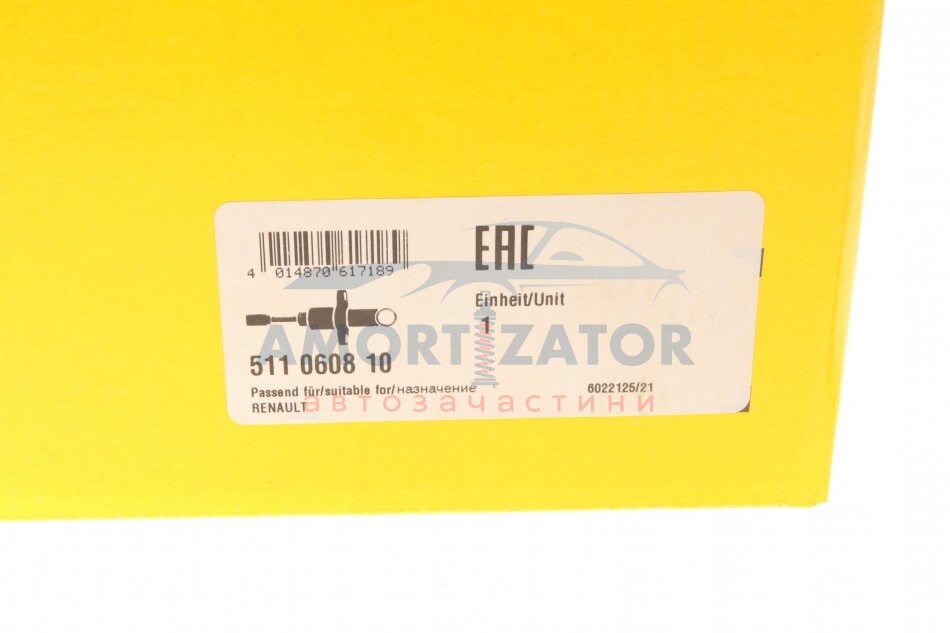 EAC
4 014870 617189
Einheit/Unit
1
AMORTIZATOR
511 0608 10
Passend für/suitable for/назначение
6022125/21
RENAULT
автозачастини